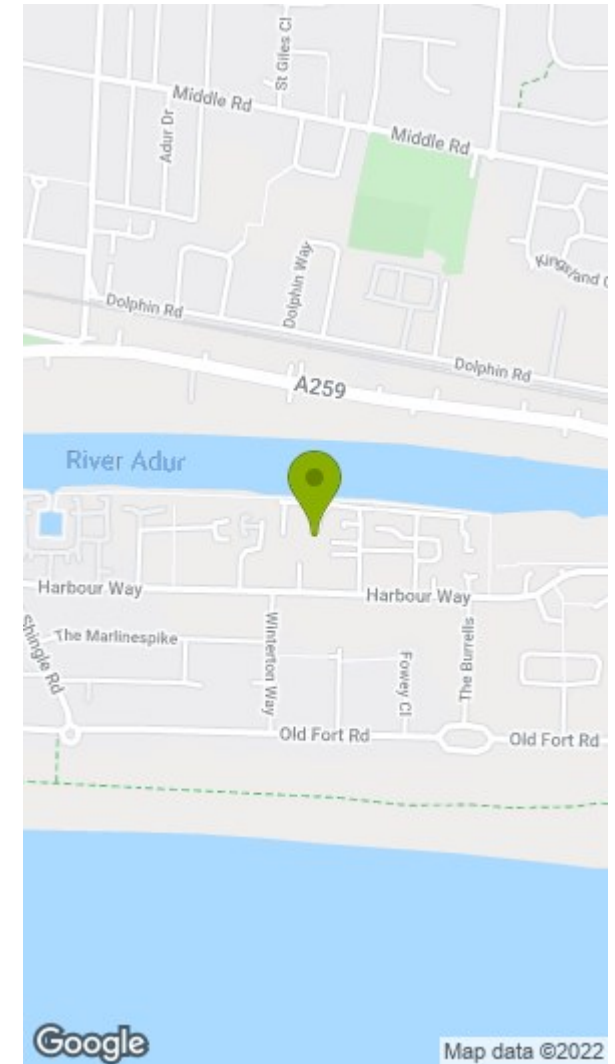 St Giles Cl
Middle Rd
Adur Dr
Middle Rd
Dolphin Way
Dolphin Rd
Dolphin Rd
A259
River Adur
Harbour Way
Harbour Way
Shingle Rd
The Marlinespike
Winterton Way
Fowey Cl
The Burrells
Old Fort Rd
Old Fort Rd
Google
Map data ©2022